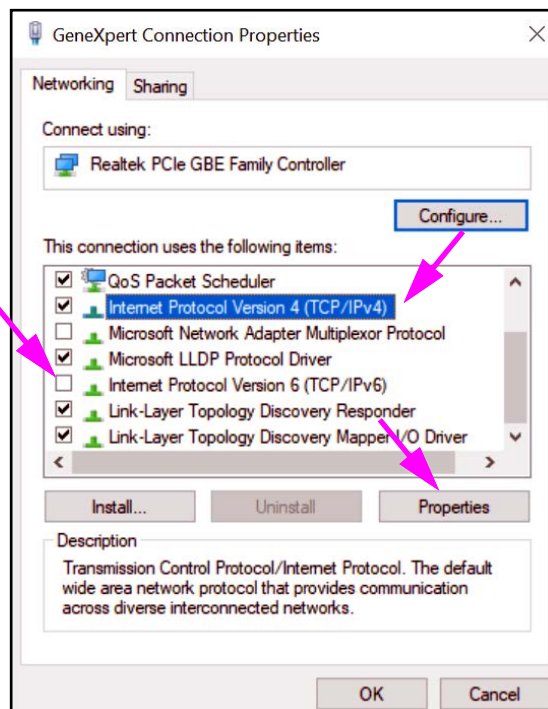 GeneXpert Connection Properties
Networking
Sharing
Connect using:
Realtek PCIe GBE Family Controller
Configure...
This connection uses the following items:
QoS Packet Scheduler
Internet Protocol Version 4 (TCP/IPv4)
Microsoft Network Adapter Multiplexor Protocol
Microsoft LLDP Protocol Driver
Internet Protocol Version 6 (TCP/IPv6)
Link-Layer Topology Discovery Responder
Link-Layer Topology Discovery Mapper I/O Driver
Install...
Uninstall
Properties
Description
Transmission Control Protocol/Internet Protocol. The default
wide area network protocol that provides communication
across diverse interconnected networks.
OK
Cancel